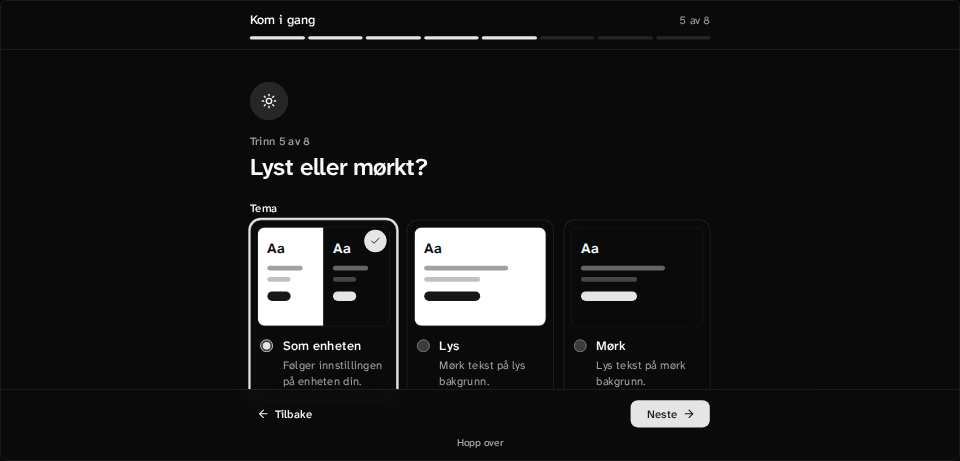 Kom i gang
5 av 8
Trinn 5 av 8
Lyst eller mørkt?
Tema
Aa
Aa
Aa
Aa
Som enheten
Følger innstillingen
på enheten din.
Lys
Mørk tekst på lys
bakgrunn.
Mørk
Lys tekst på mørk
bakgrunn.
Tilbake
Neste
Hopp over